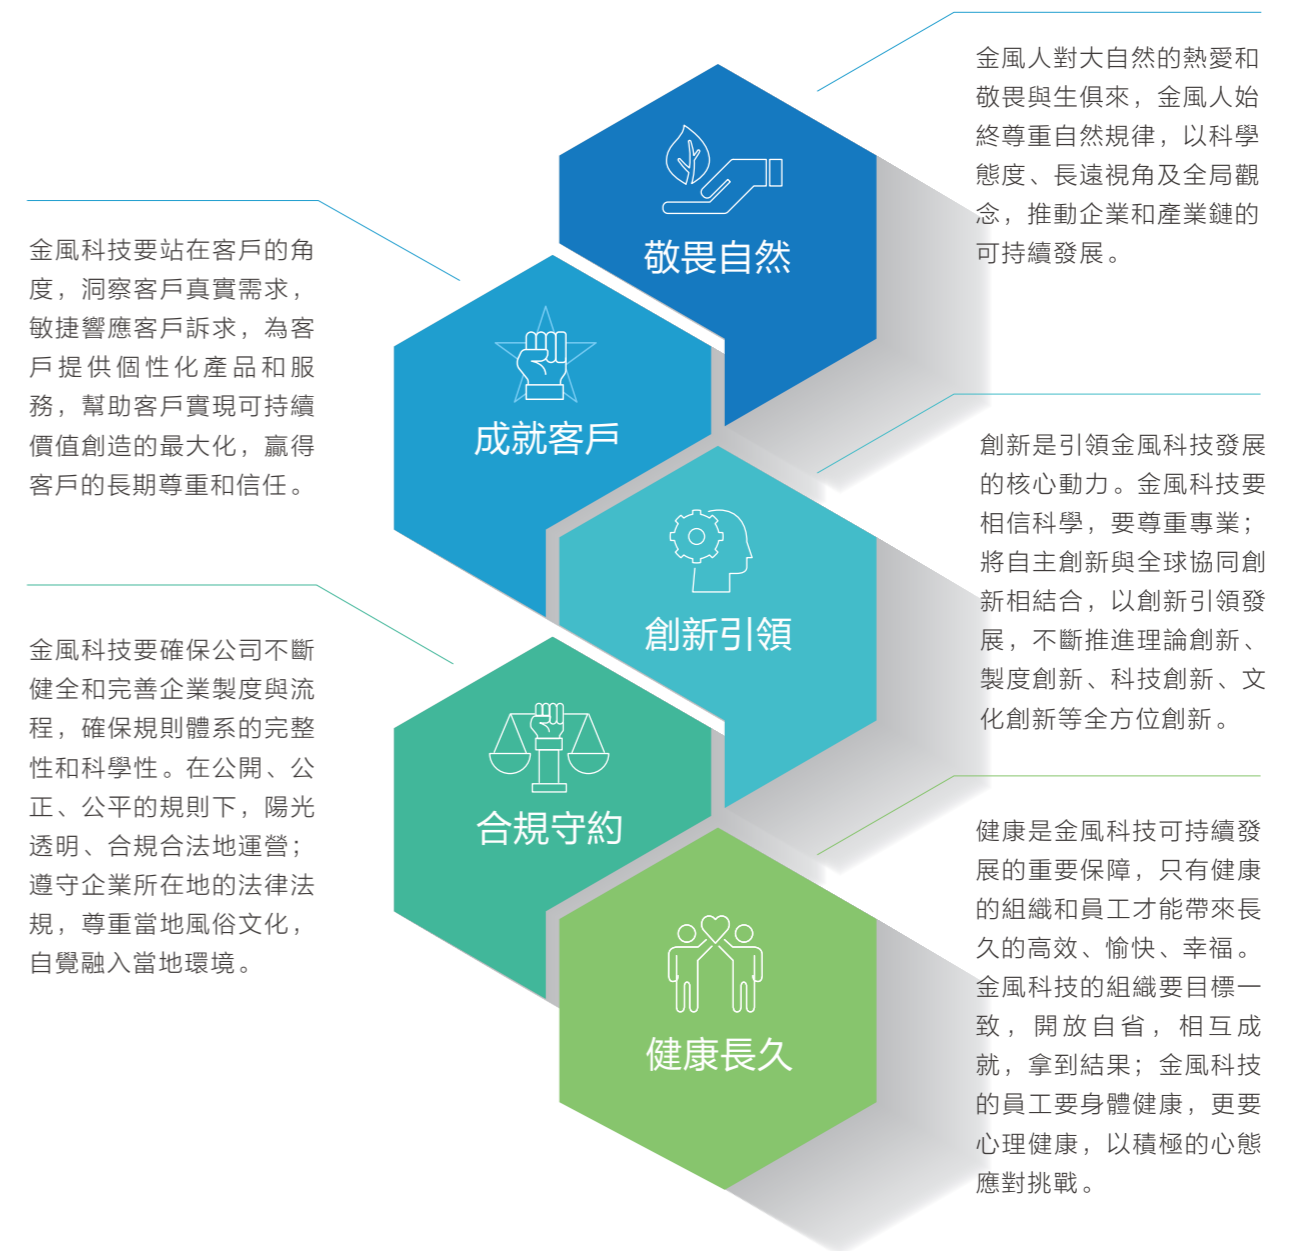 金風人對大自然的熱愛和
敬畏與生俱來，金風人始
終尊重自然規律，以科學
態度、長遠視角及全局觀
念，推動企業和產業鏈的
可持續發展。
敬畏自然
金風科技要站在客戶的角
度，洞察客戶真實需求，
敏捷響應客戶訴求，為客
戶提供個性化產品和服
務，幫助客戶實現可持續
價值創造的最大化，贏得
客戶的長期尊重和信任。
成就客戶
創新是引領金風科技發展
的核心動力。金風科技要
相信科學，要尊重專業；
將自主創新與全球協同創
新相結合，以創新引領發
展，不斷推進理論創新、
製度創新、科技創新、文
化創新等全方位創新。
創新引領
金風科技要確保公司不斷
健全和完善企業製度與流
程，確保規則體系的完整
性和科學性。在公開、公
正、公平的規則下，陽光
透明、合規合法地運營；
遵守企業所在地的法律法
規，尊重當地風俗文化，
自覺融入當地環境。
合規守約
健康是金風科技可持續發
展的重要保障，只有健康
的組織和員工才能帶來長
久的高效、愉快、幸福。
金風科技的組織要目標一
致，開放自省，相互成
就，拿到結果；金風科技
的員工要身體健康，更要
心理健康，以積極的心態
應對挑戰。
健康長久